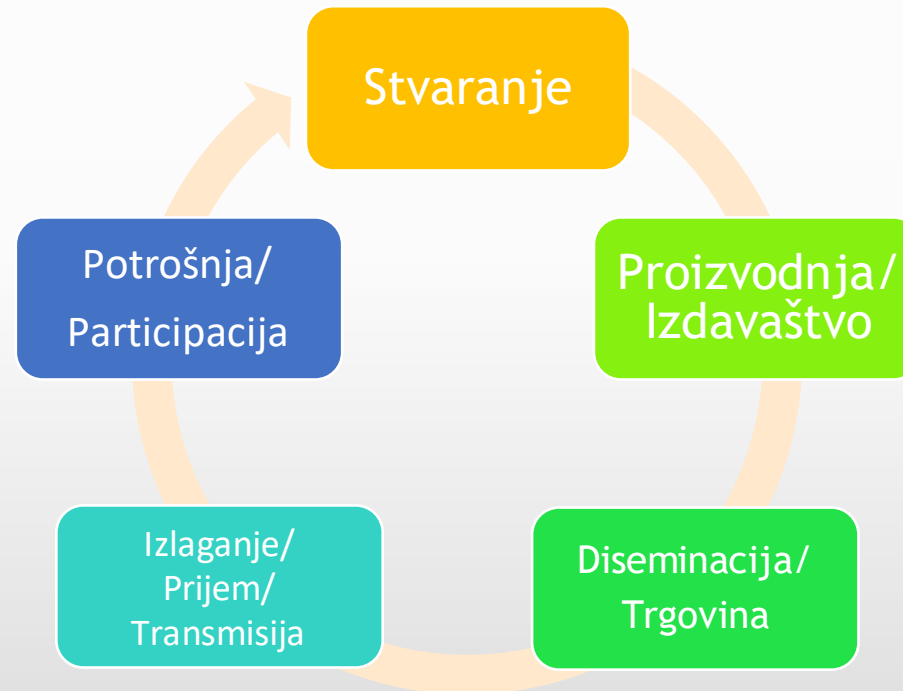 Stvaranje
Proizvodnja/
Izdavaštvo
Diseminacija/
Trgovina
Izlaganje/
Prijem/
Transmisija
Potrošnja/
Participacija